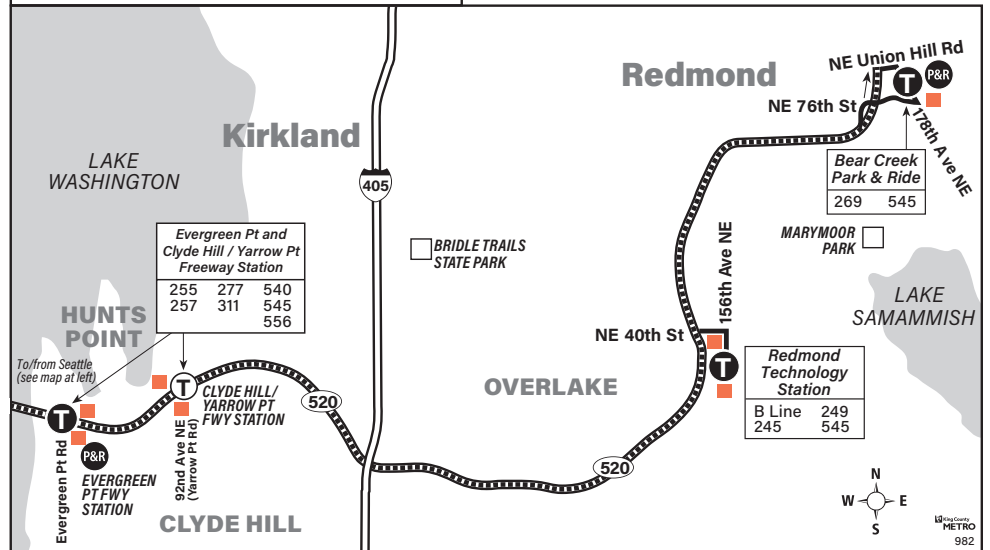 NE Union Hill Rd
Redmond
T
P&R
NE 76th St
178th Ave NE
Kirkland
LAKE
WASHINGTON
405
Bear Creek
Park & Ride
269 545
Evergreen Pt and
Clyde Hill / Yarrow Pt
Freeway Station
255 277 540
257 311 545
556
BRIDLE TRAILS
STATE PARK
156th Ave NE
MARYMOOR
PARK
LAKE
SAMAMMISH
HUNTS
POINT
NE 40th St
To/from Seattle
(see map at left)
T
Redmond
Technology
Station
B Line 249
245 545
OVERLAKE
T
CLYDE HILL/
YARROW PT
FWY STATION
520
T
92nd Ave NE
(Yarrow Pt Rd)
Evergreen Pt Rd
P&R
EVERGREEN
PT FWY
STATION
520
CLYDE HILL
N
W E
S
King County
METRO
982